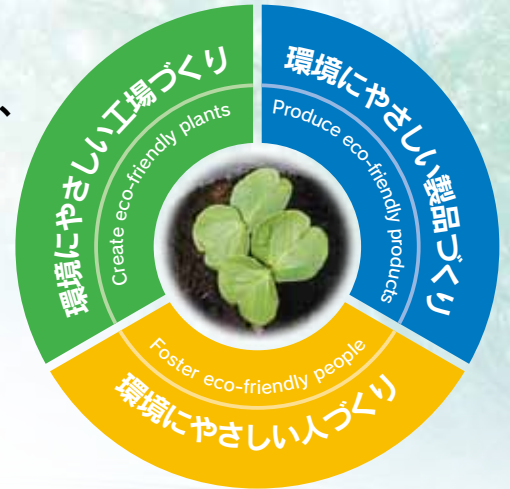 、
環境にやさしい工場づくり
Create eco-friendly plants
環境にやさしい製品づくり
Produce eco-friendly products
Foster eco-friendly people
環境にやさしい人づくり